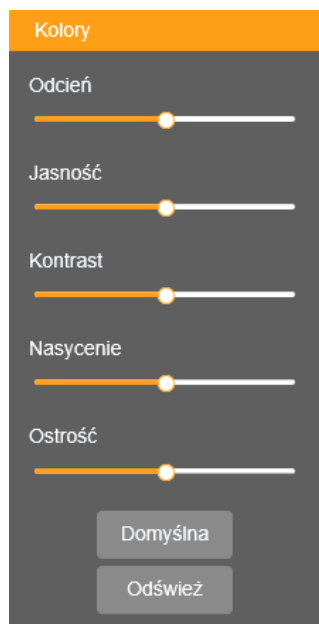 Kolory
Odcień
Jasność
Kontrast
Nasycenie
Ostrość
Domyślna
Odśwież